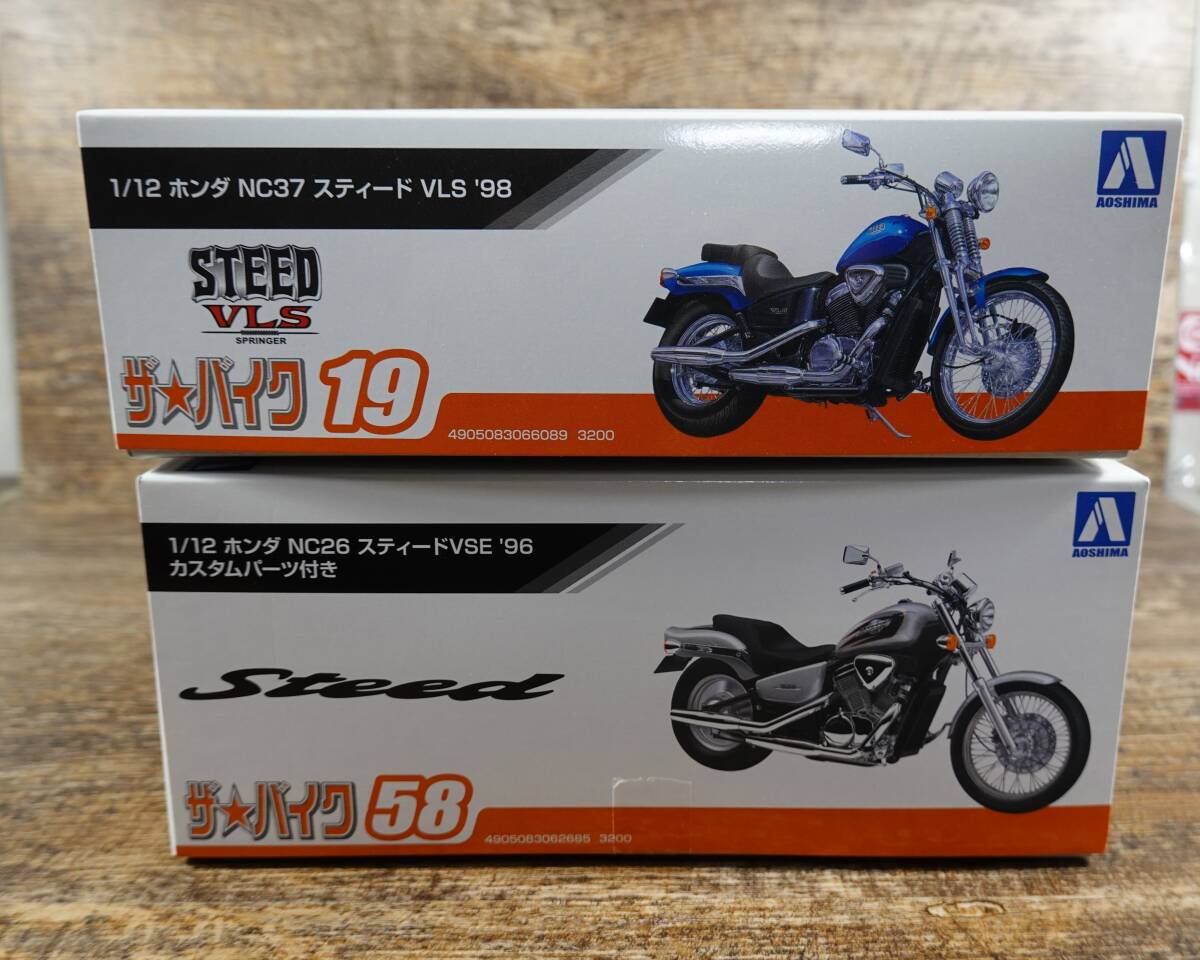 1/12 ホンダ NC37 スティード VLS '98
AOSHIMA
STEED
VLS
SPRINGER
ザ★バイク 19
4905083066089 3200
1/12 ホンダ NC26 スティードVSE '96
カスタムパーツ付き
AOSHIMA
Steed
ザ★バイク 58
4905083062685 3200